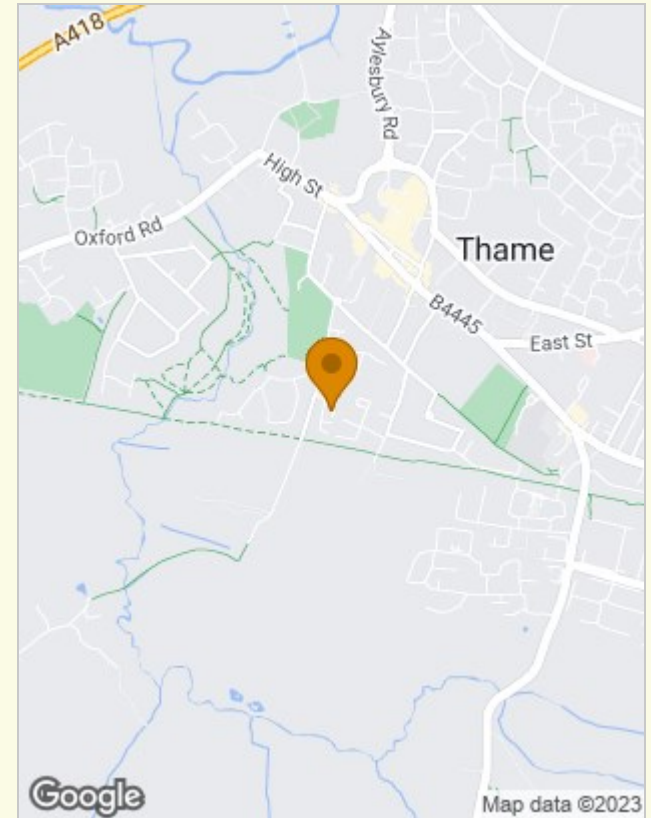 A418
Aylesbury Rd
High St
Oxford Rd
Thame
B4445
East St
Google
Map data ©2023